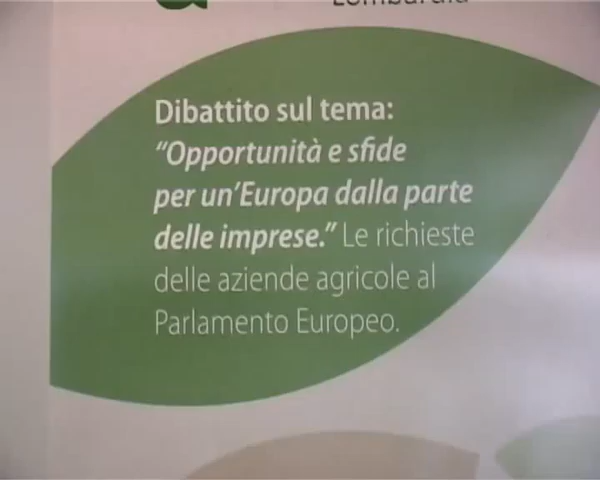 Lombardia
Dibattito sul tema:
“Opportunità e sfide
per un’Europa dalla parte
delle imprese.” Le richieste
delle aziende agricole al
Parlamento Europeo.